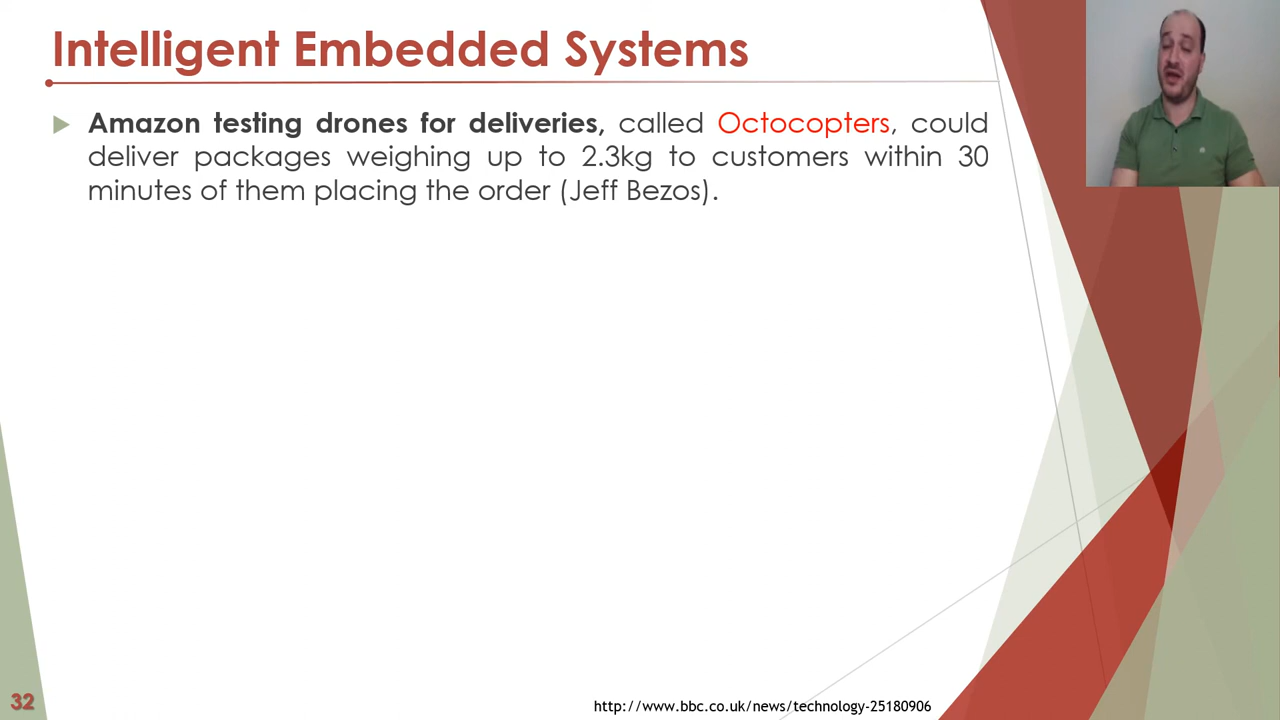 Intelligent Embedded Systems
Amazon testing drones for deliveries, called Octocopters, could
deliver packages weighing up to 2.3kg to customers within 30
minutes of them placing the order (Jeff Bezos).
32
http://www.bbc.co.uk/news/technology-25180906